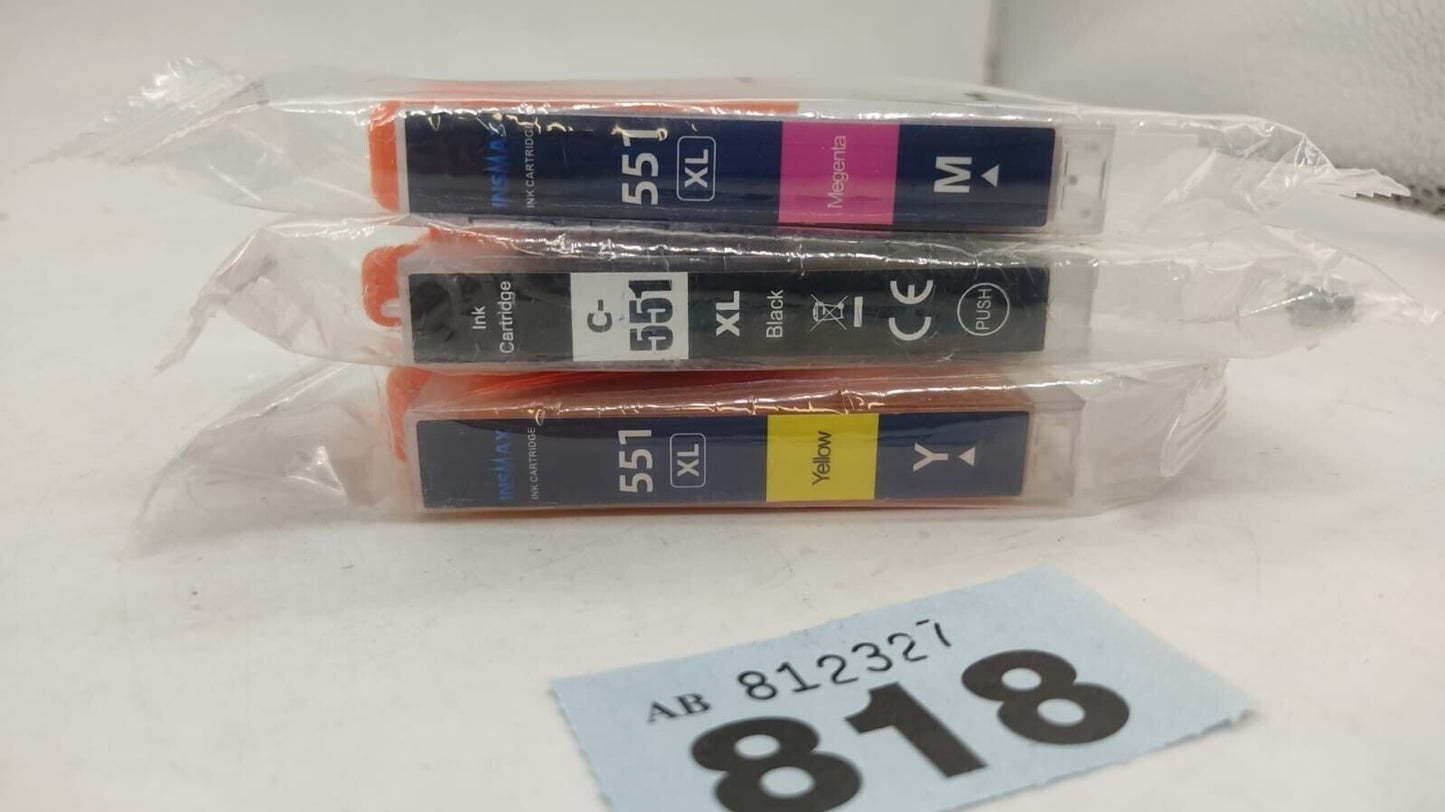 INSMAX
INK CARTRIDGE
551
XL
Megenta
M
Ink
Cartridge
C-
551
XL
Black
CE
PUSH
INSMAX
INK CARTRIDGE
551
XL
Yellow
Y
AB 812327
818